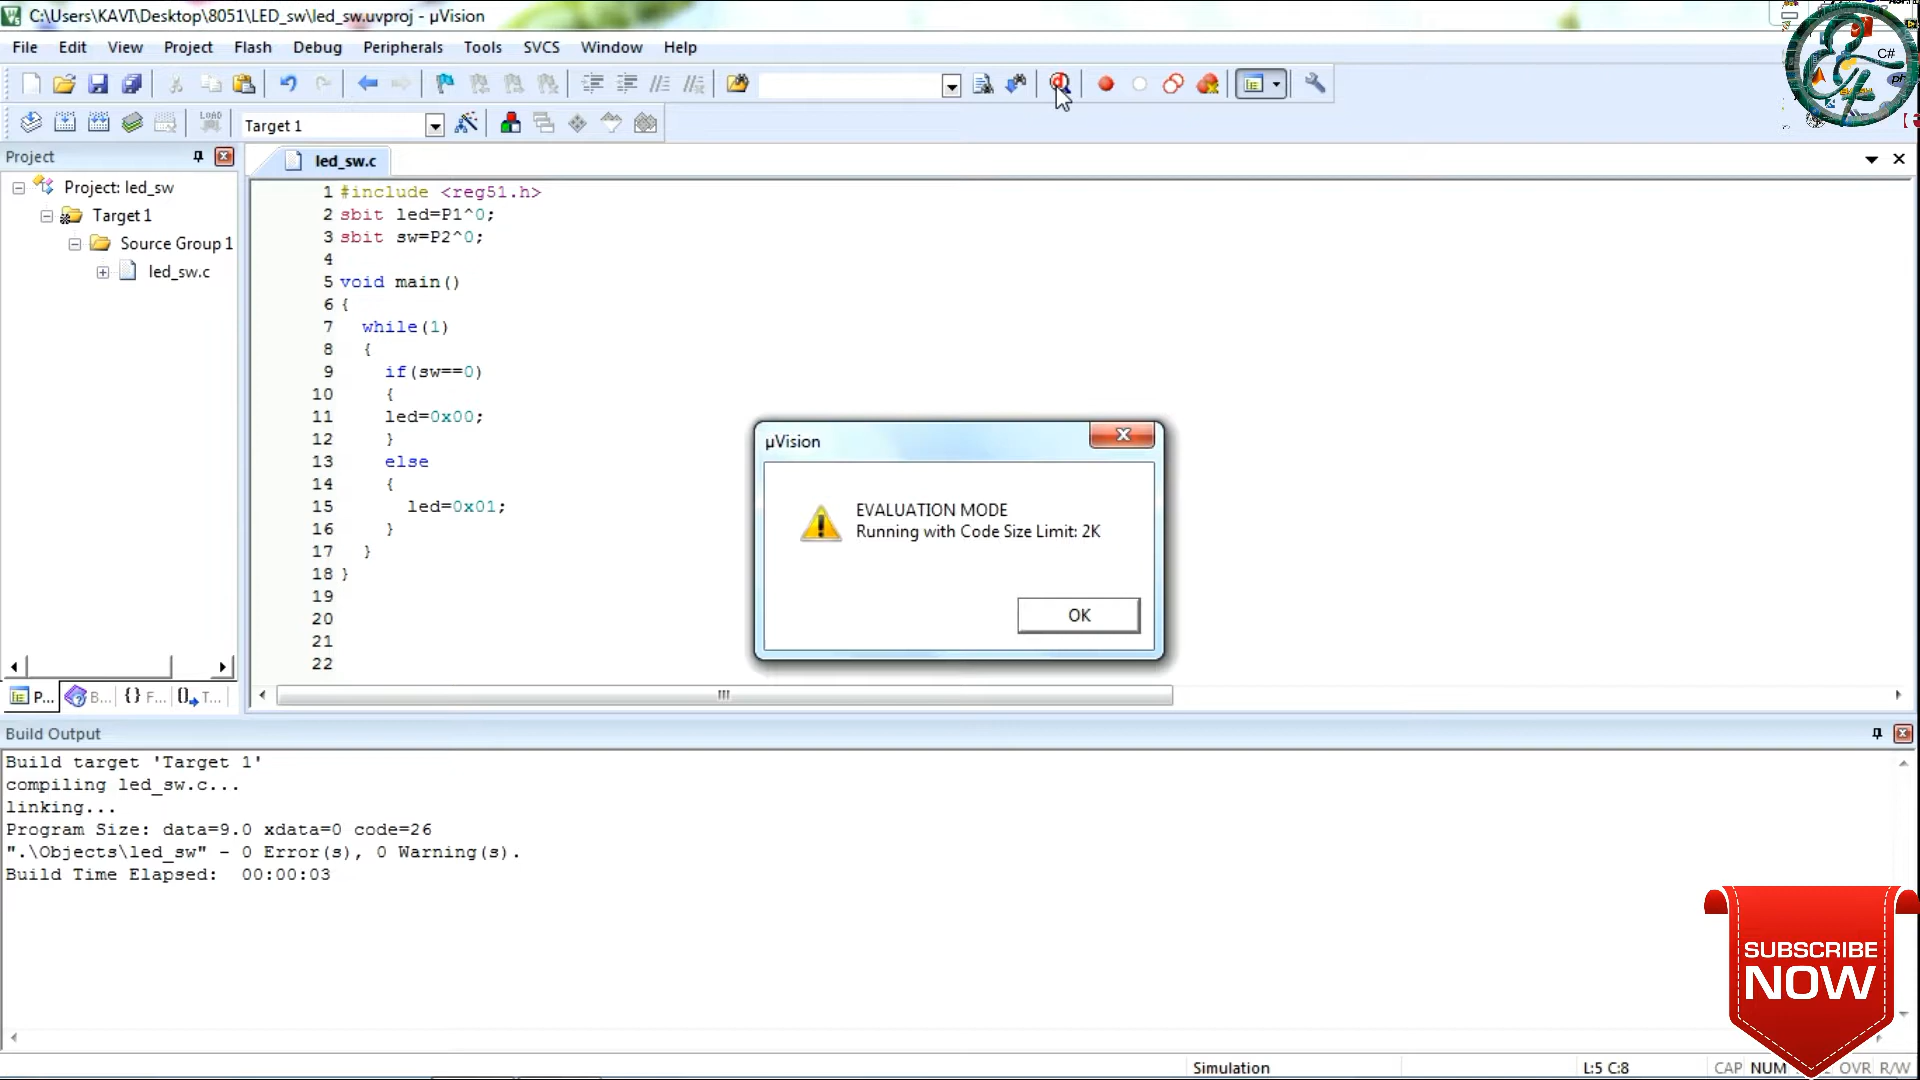 C:\Users\KAVI\Desktop\8051\LED_sw\led_sw.uvproj - µVision
File Edit View Project Flash Debug Peripherals Tools SVCS Window Help
C#
LOAD
Target 1
Project
led_sw.c
Project: led_sw
Target 1
Source Group 1
led_sw.c
P... B... {} F... T...
1 #include <reg51.h>
2 sbit led=P1^0;
3 sbit sw=P2^0;
4
5 void main()
6 {
7 while(1)
8 {
9 if(sw==0)
10 {
11 led=0x00;
12 }
13 else
14 {
15 led=0x01;
16 }
17 }
18 }
19
20
21
22
µVision
EVALUATION MODE
Running with Code Size Limit: 2K
OK
Build Output
Build target 'Target 1'
compiling led_sw.c...
linking...
Program Size: data=9.0 xdata=0 code=26
".\Objects\led_sw" - 0 Error(s), 0 Warning(s).
Build Time Elapsed:  00:00:03
SUBSCRIBE
NOW
Simulation L:5 C:8 CAP NUM OVR R/W